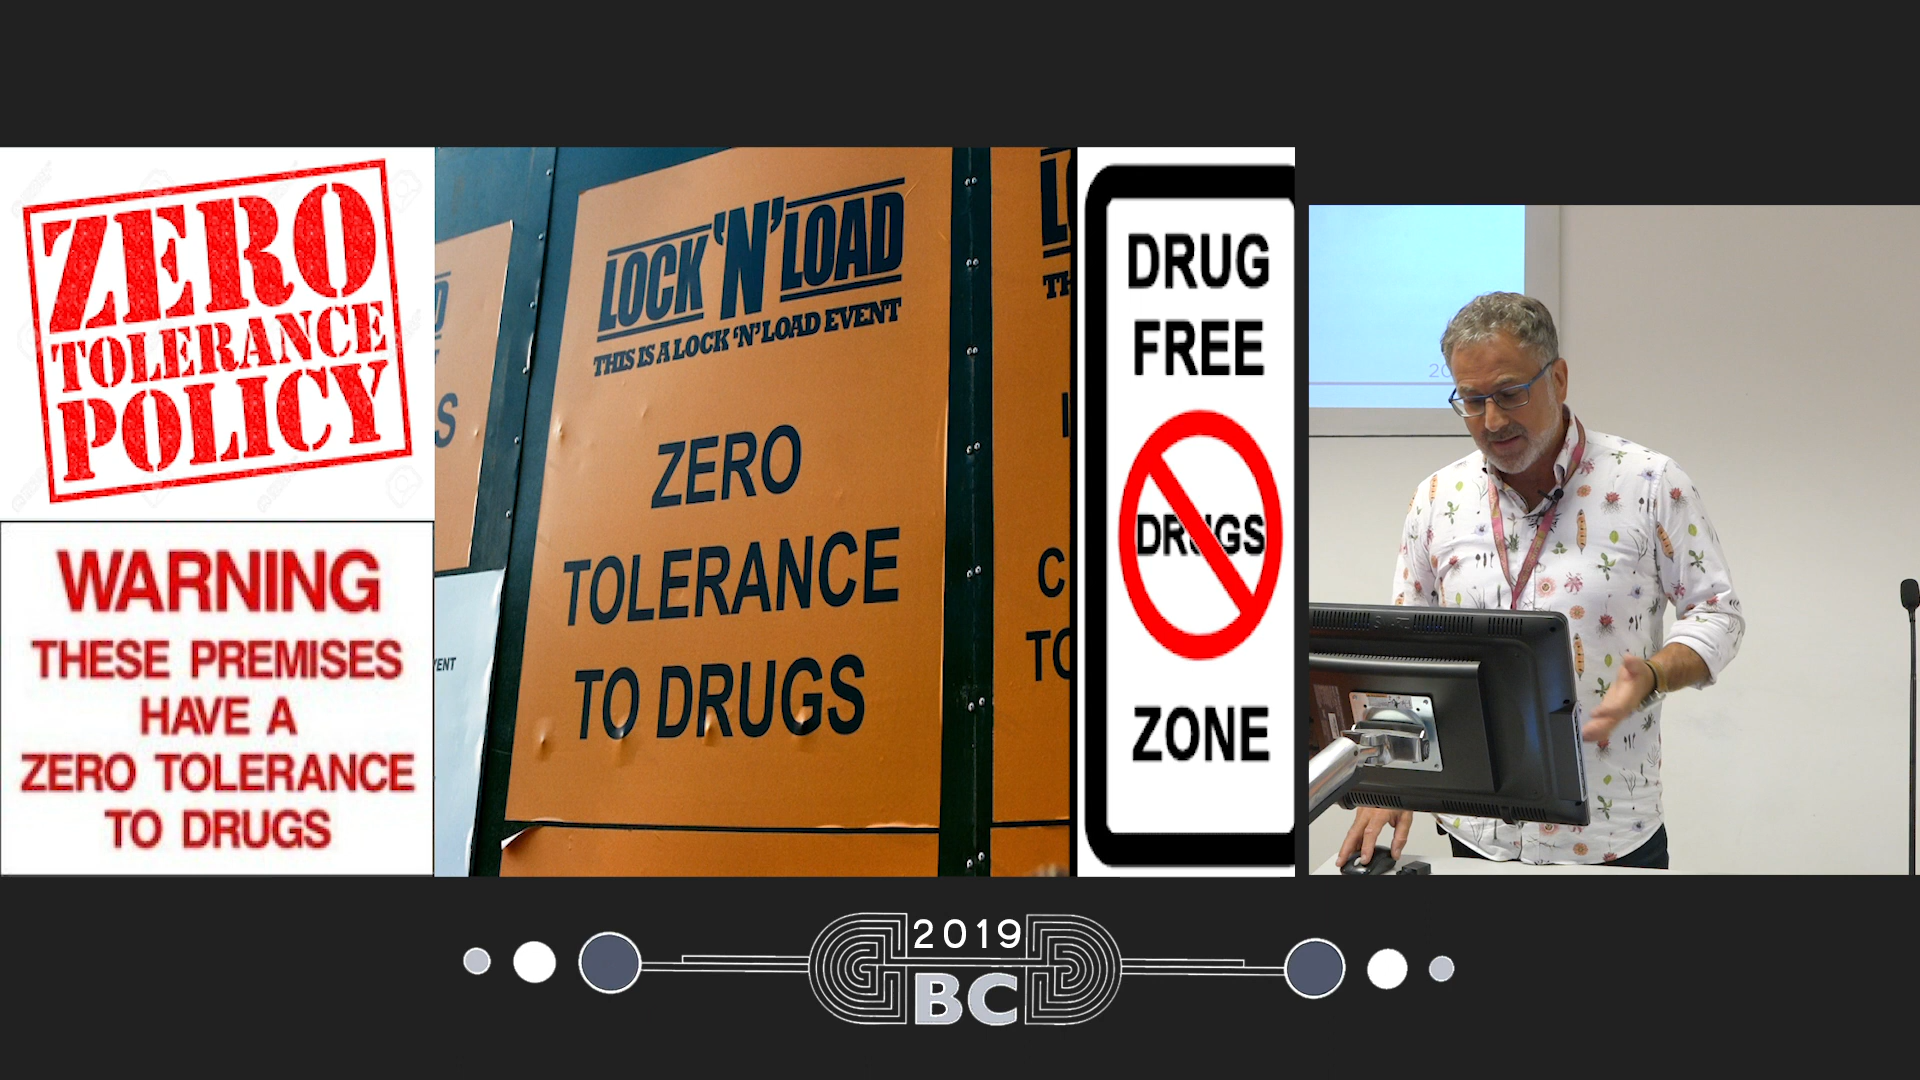 ZERO
TOLERANCE
POLICY
WARNING
THESE PREMISES
HAVE A
ZERO TOLERANCE
TO DRUGS
LOCK 'N' LOAD
THIS IS A LOCK 'N' LOAD EVENT
ZERO
TOLERANCE
TO DRUGS
DRUG
FREE
DRUGS
ZONE
2019
BC